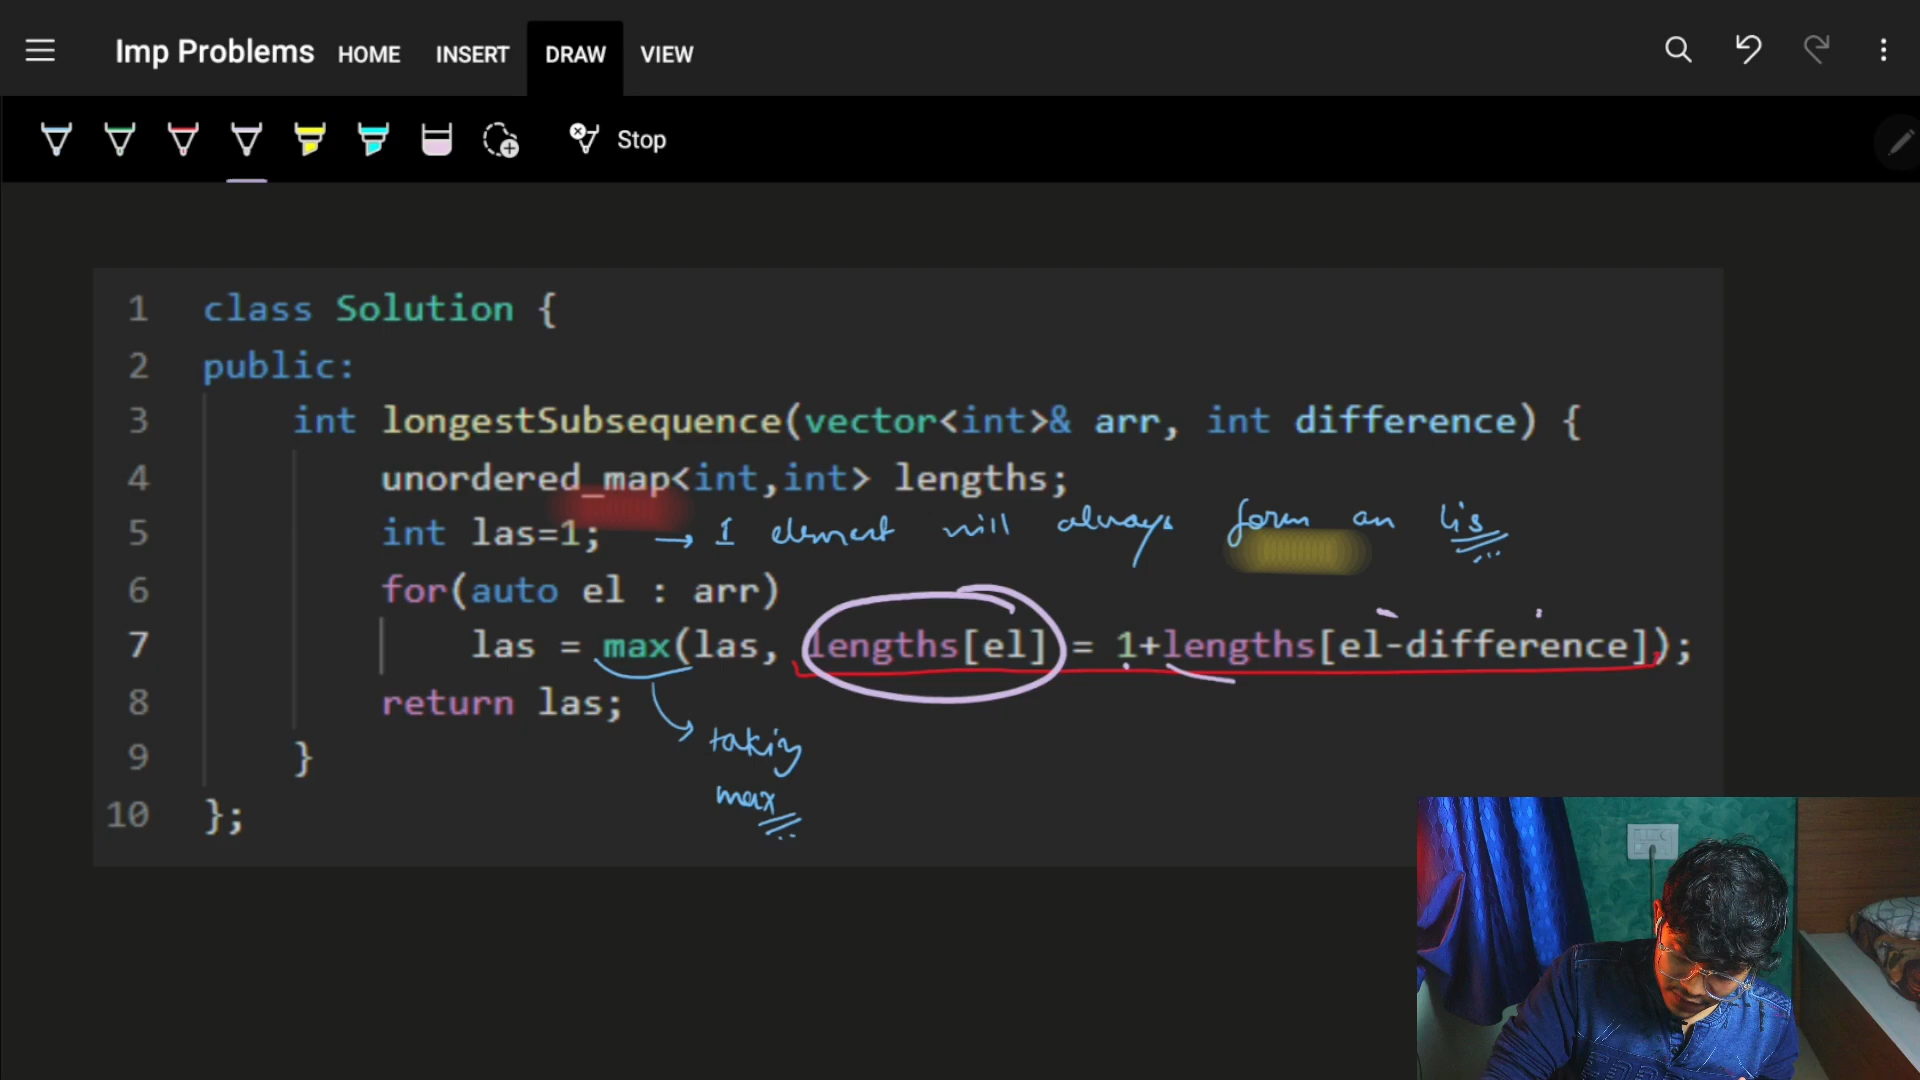 Imp Problems HOME INSERT DRAW VIEW
Stop
1 class Solution {
2 public:
3 int longestSubsequence(vector<int>& arr, int difference) {
4 unordered_map<int,int> lengths;
5 int las=1; → 1 element will always form an lis
6 for(auto el : arr)
7 las = max(las, lengths[el] = 1+lengths[el-difference]);
8 return las;
9 }
taking
max
10 };